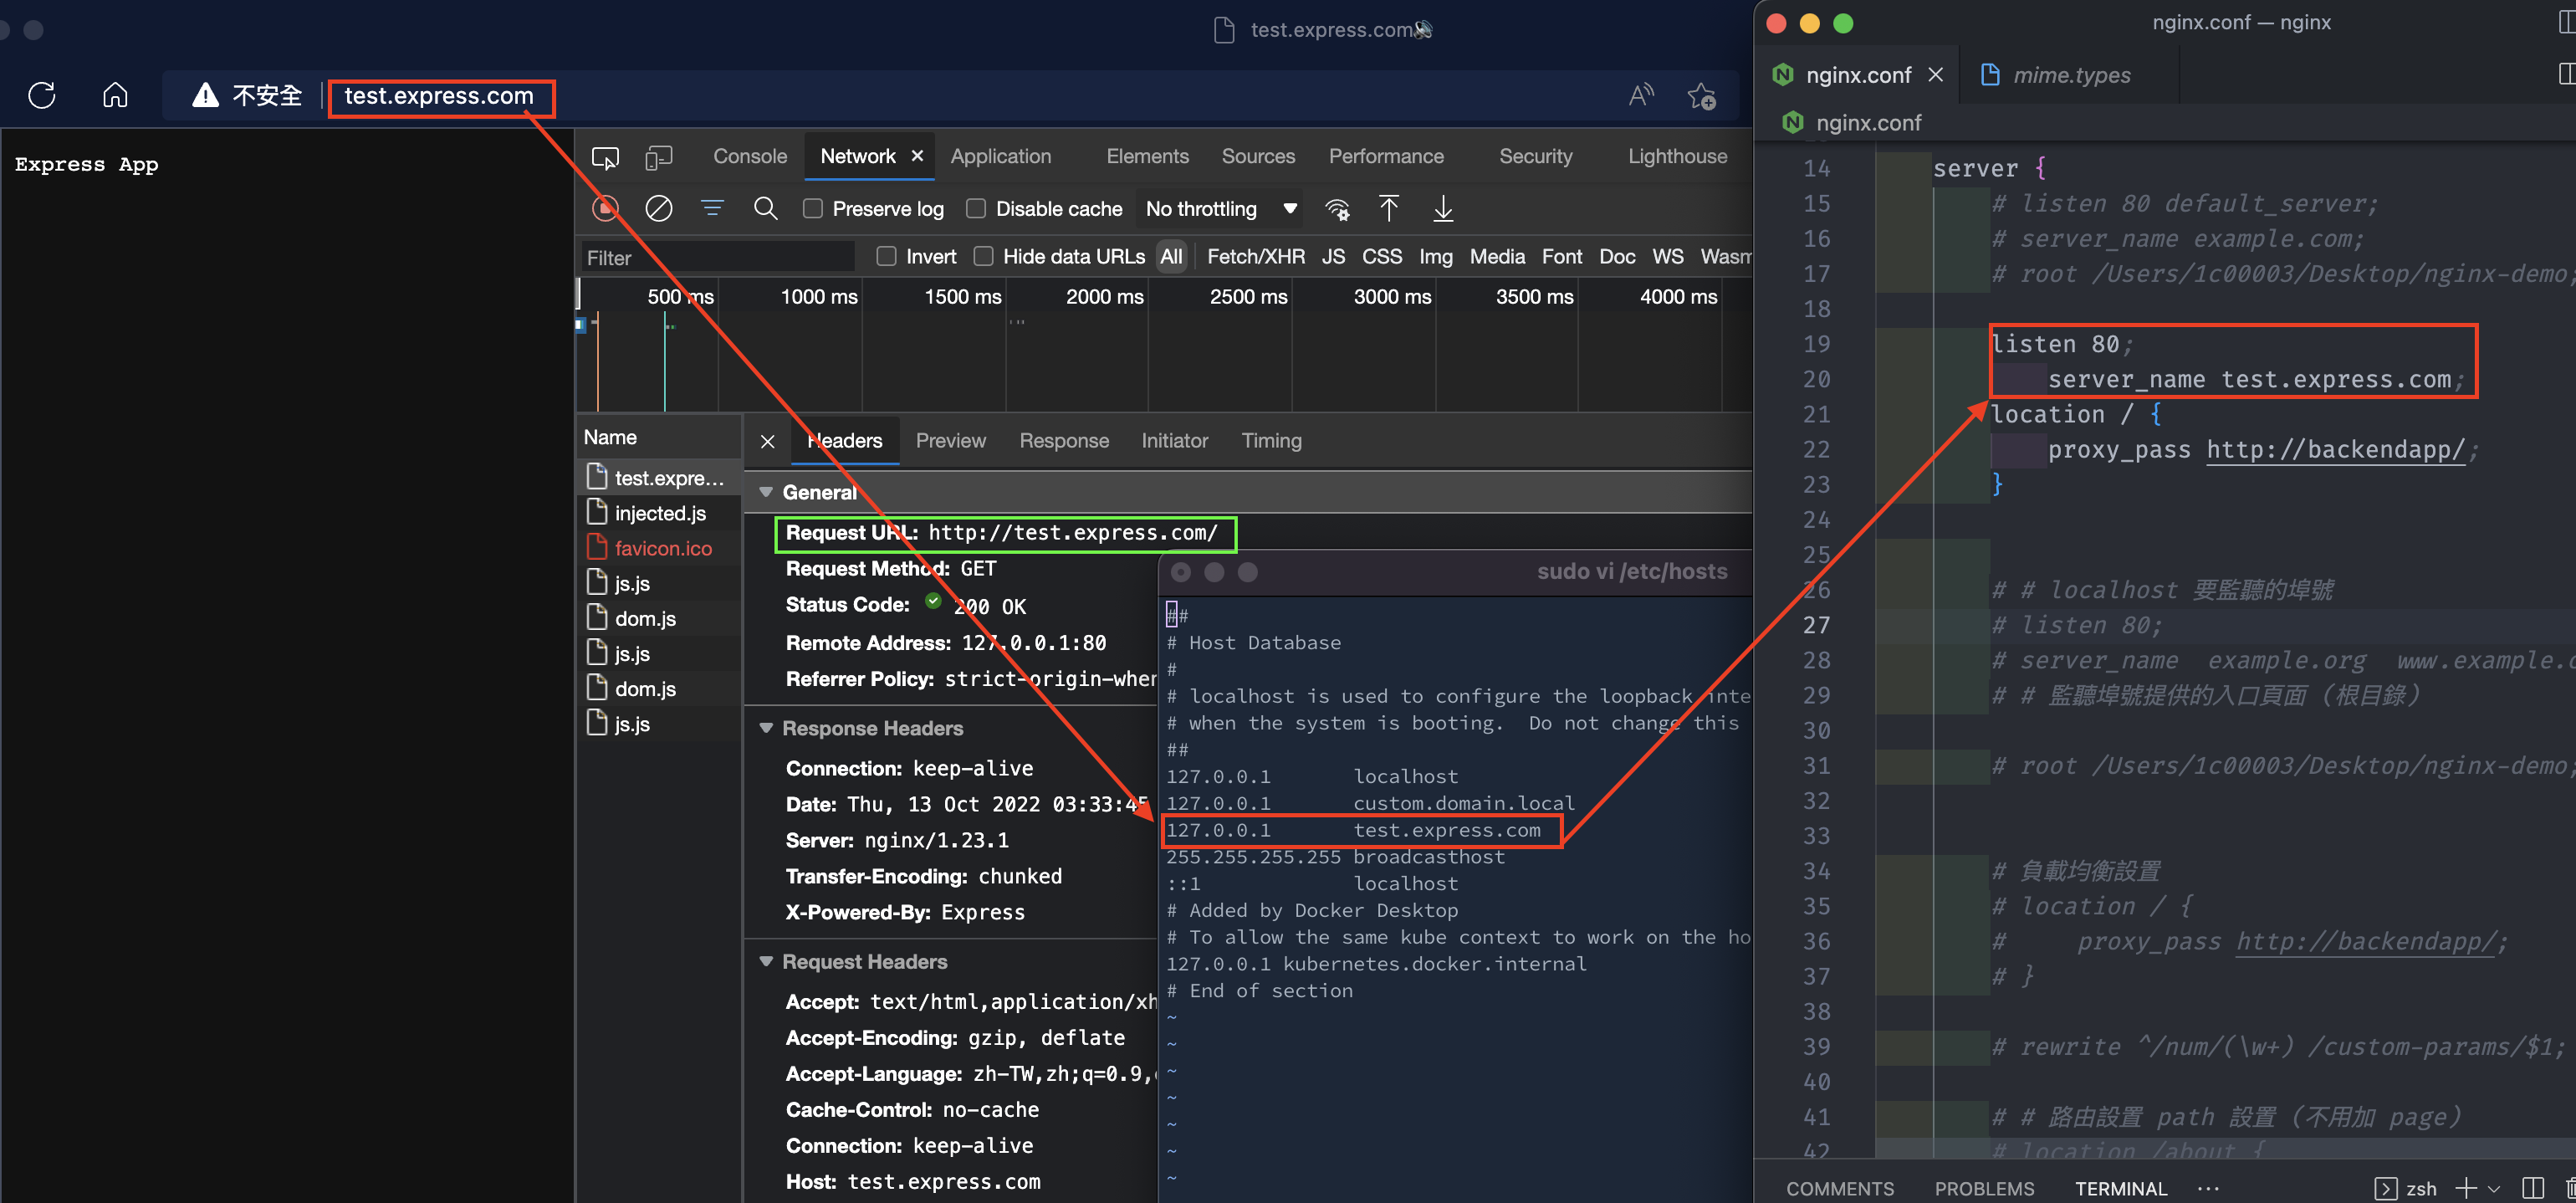 test.express.com
不安全
test.express.com
Express App
Console
Network
Application
Elements
Sources
Performance
Security
Lighthouse
Preserve log
Disable cache
No throttling
Filter
Invert
Hide data URLs
All
Fetch/XHR
JS
CSS
Img
Media
Font
Doc
WS
Wasm
500 ms
1000 ms
1500 ms
2000 ms
2500 ms
3000 ms
3500 ms
4000 ms
Name
test.expre...
injected.js
favicon.ico
js.js
dom.js
js.js
dom.js
js.js
Headers
Preview
Response
Initiator
Timing
General
Request URL: http://test.express.com/
Request Method: GET
Status Code: 200 OK
Remote Address: 127.0.0.1:80
Referrer Policy: strict-origin-when
Response Headers
Connection: keep-alive
Date: Thu, 13 Oct 2022 03:33:45
Server: nginx/1.23.1
Transfer-Encoding: chunked
X-Powered-By: Express
Request Headers
Accept: text/html,application/xh
Accept-Encoding: gzip, deflate
Accept-Language: zh-TW,zh;q=0.9,
Cache-Control: no-cache
Connection: keep-alive
Host: test.express.com
sudo vi /etc/hosts
##
# Host Database
#
# localhost is used to configure the loopback inte
# when the system is booting. Do not change this
##
127.0.0.1 localhost
127.0.0.1 custom.domain.local
127.0.0.1 test.express.com
255.255.255.255 broadcasthost
::1 localhost
# Added by Docker Desktop
# To allow the same kube context to work on the ho
127.0.0.1 kubernetes.docker.internal
# End of section
~
~
~
~
~
~
~
nginx.conf — nginx
nginx.conf
mime.types
nginx.conf
14 server {
15 # listen 80 default_server;
16 # server_name example.com;
17 # root /Users/1c00003/Desktop/nginx-demo;
18
19 listen 80;
20 server_name test.express.com;
21 location / {
22 proxy_pass http://backendapp/;
23 }
24
25
26 # # localhost 要監聽的埠號
27 # listen 80;
28 # server_name example.org www.example.c
29 # # 監聽埠號提供的入口頁面 (根目錄)
30
31 # root /Users/1c00003/Desktop/nginx-demo;
32
33
34 # 負載均衡設置
35 # location / {
36 # proxy_pass http://backendapp/;
37 # }
38
39 # rewrite ^/num/(\w+) /custom-params/$1;
40
41 # # 路由設置 path 設置 (不用加 page)
42 # location /about {
COMMENTS
PROBLEMS
TERMINAL
...
zsh